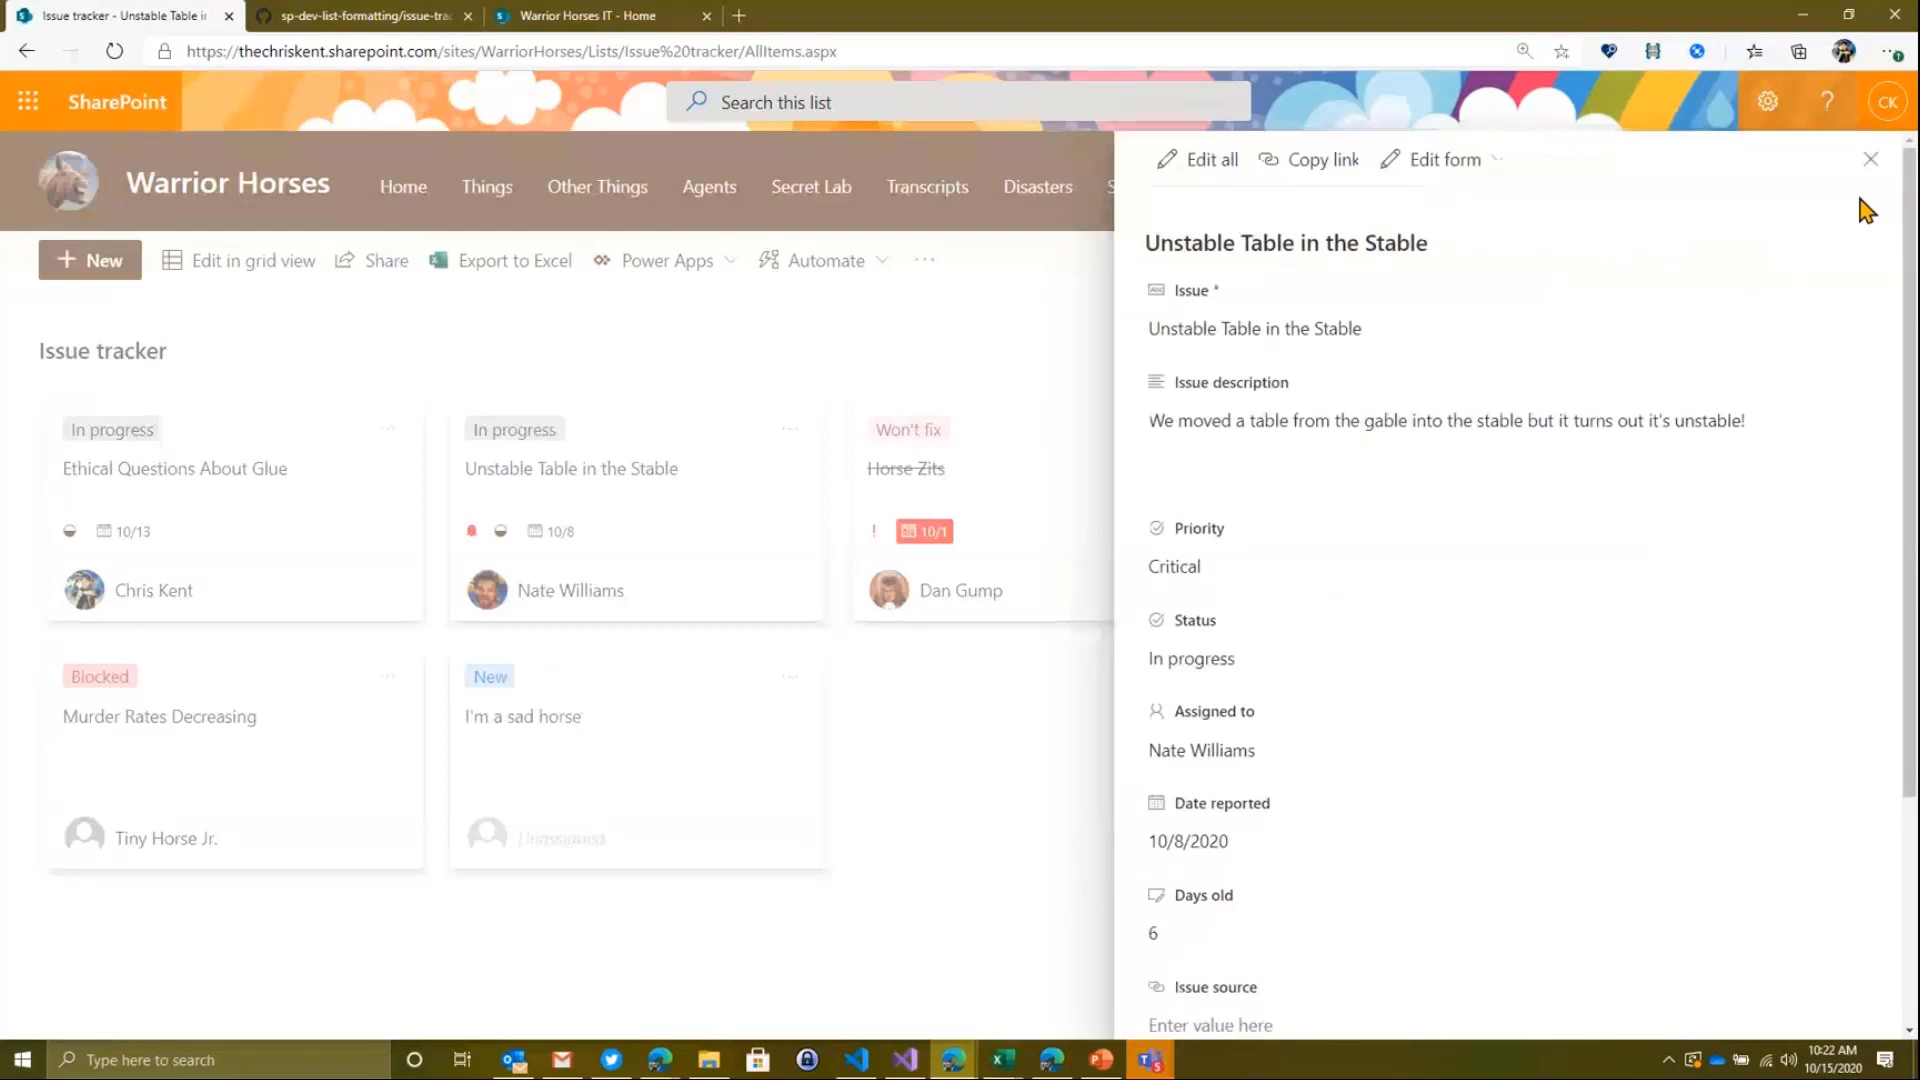 Issue tracker - Unstable Table in
sp-dev-list-formatting/issue-trac
Warrior Horses IT - Home
https://thechriskent.sharepoint.com/sites/WarriorHorses/Lists/Issue%20tracker/AllItems.aspx
SharePoint
Search this list
?
CK
Warrior Horses
Home
Things
Other Things
Agents
Secret Lab
Transcripts
Disasters
S
Edit all
Copy link
Edit form
New
Edit in grid view
Share
Export to Excel
Power Apps
Automate
Unstable Table in the Stable
Issue *
Unstable Table in the Stable
Issue tracker
Issue description
We moved a table from the gable into the stable but it turns out it's unstable!
In progress
Ethical Questions About Glue
10/13
Chris Kent
In progress
Unstable Table in the Stable
10/8
Nate Williams
Won't fix
Horse Zits
10/1
Dan Gump
Blocked
Murder Rates Decreasing
Tiny Horse Jr.
New
I'm a sad horse
Unassigned
Priority
Critical
Status
In progress
Assigned to
Nate Williams
Date reported
10/8/2020
Days old
6
Issue source
Enter value here
Type here to search
10:22 AM
10/15/2020